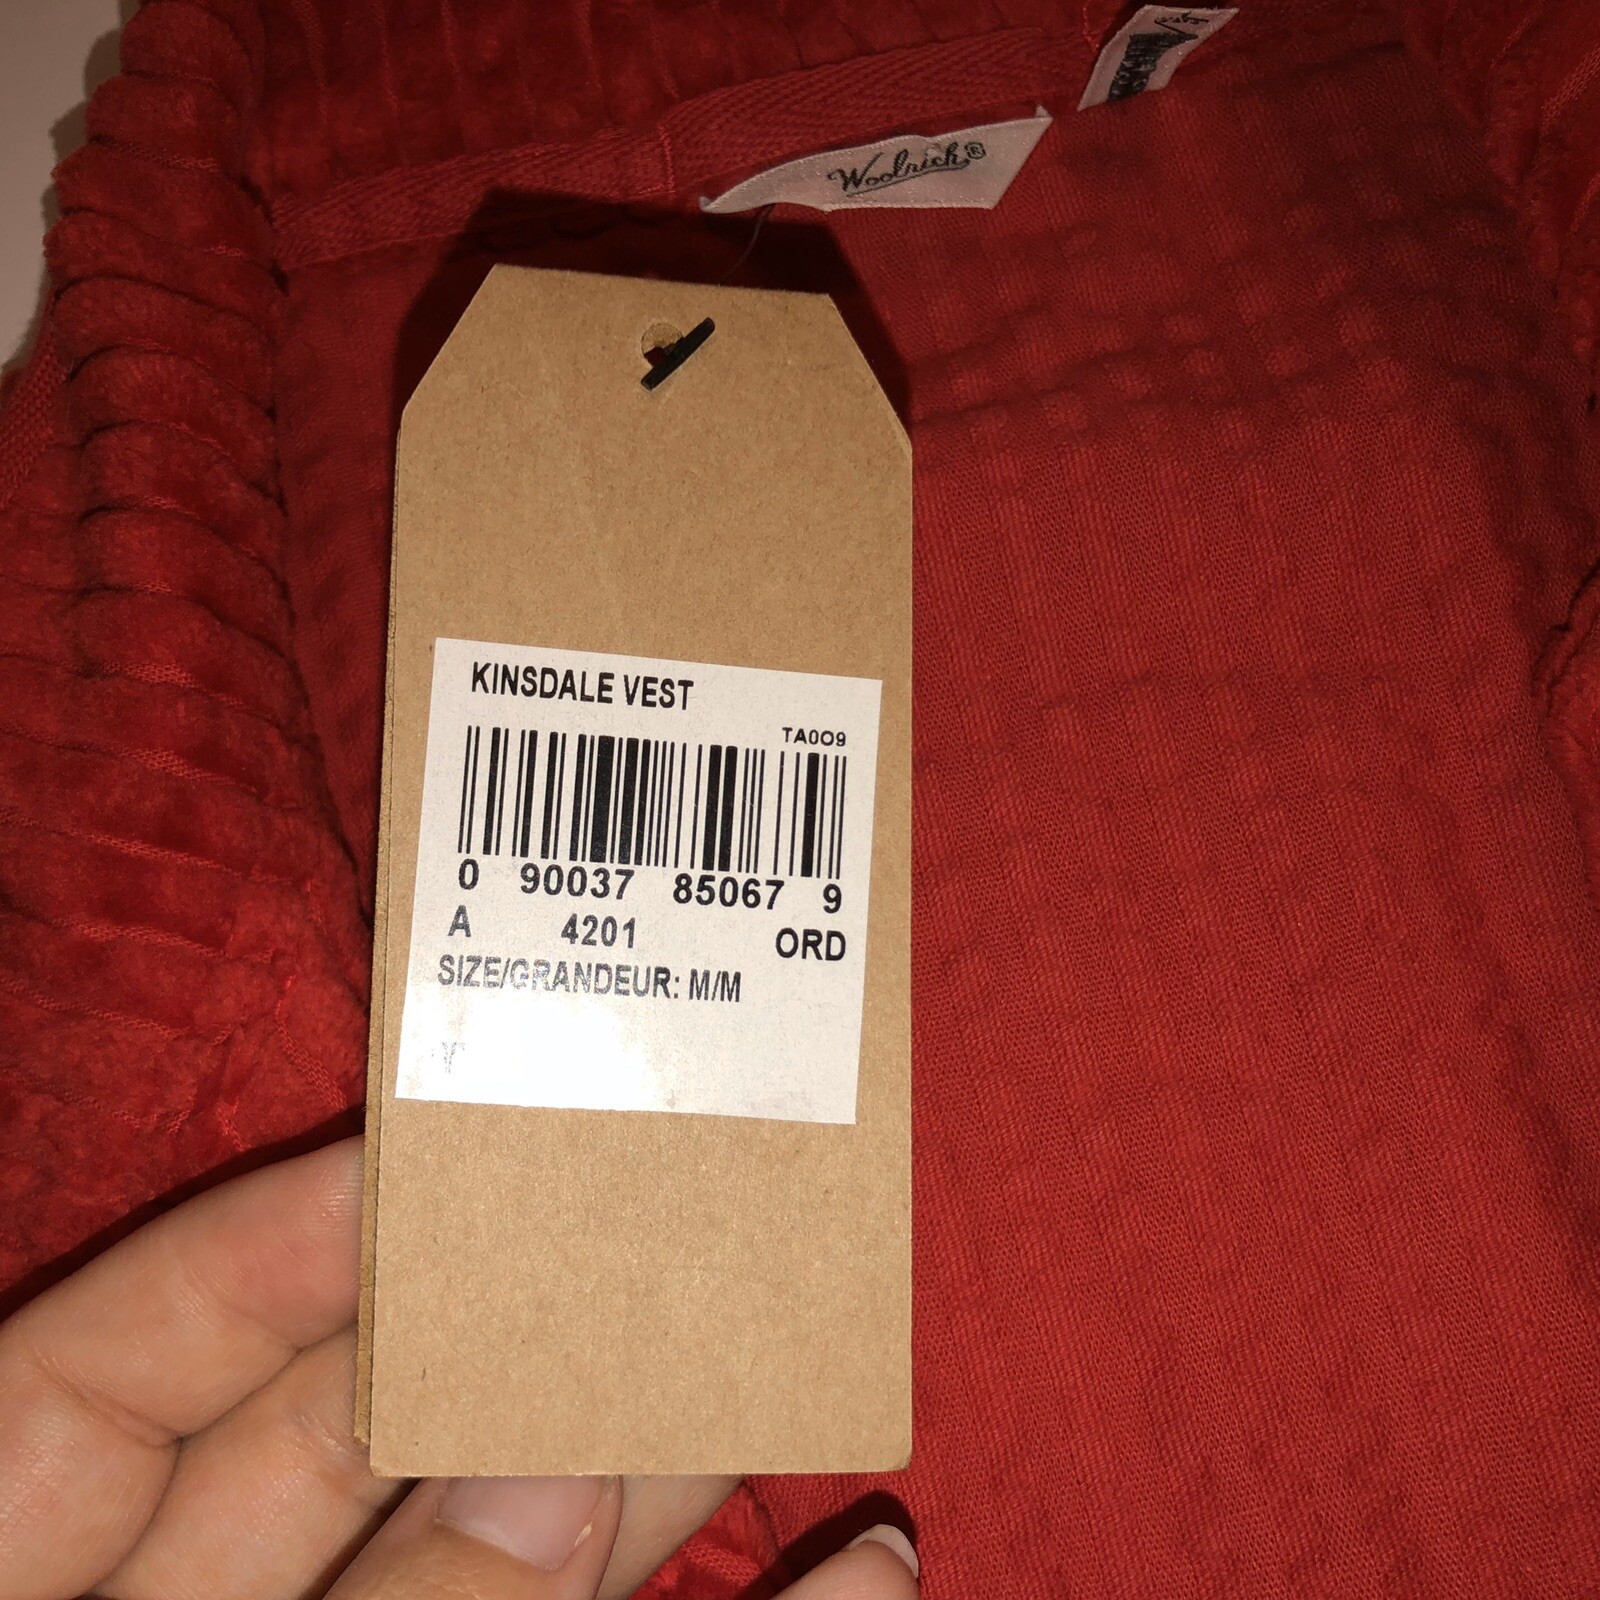 Woolrich®
KINSDALE VEST
TA0O9
0 90037 85067 9
A 4201 ORD
SIZE/GRANDEUR: M/M
Y